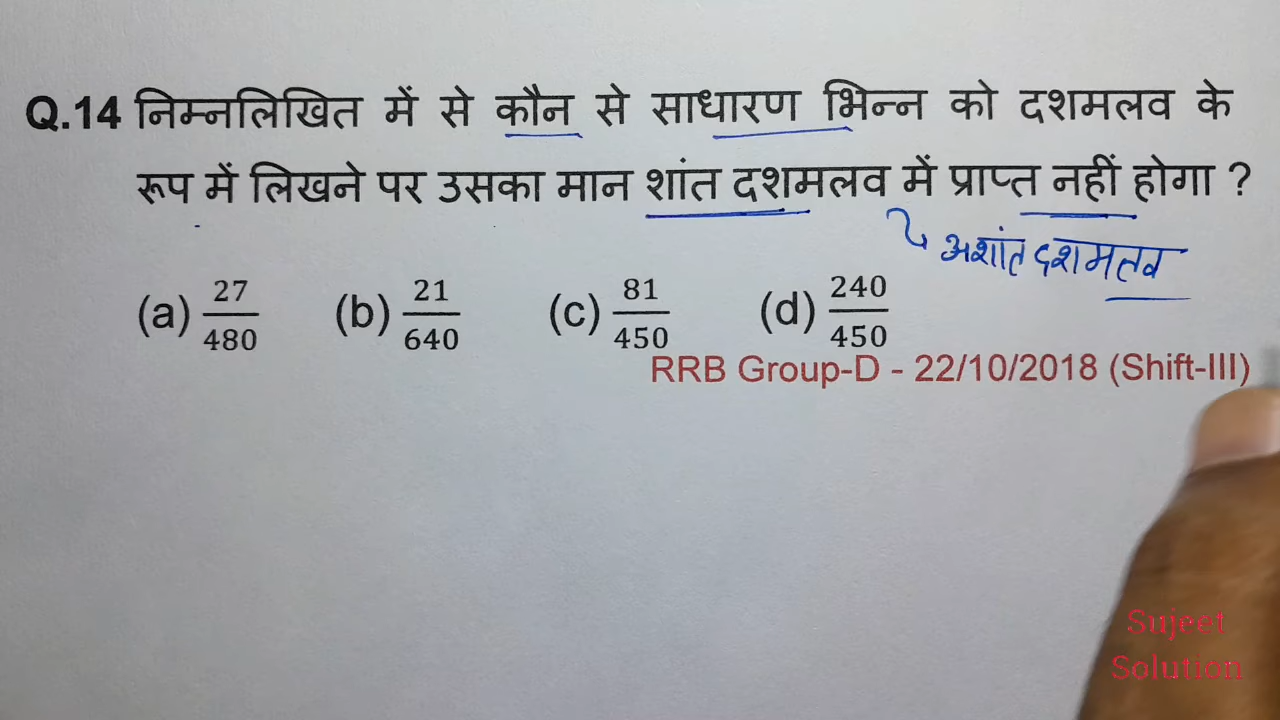 Q.14 निम्नलिखित में से कौन से साधारण भिन्न को दशमलव के
रूप में लिखने पर उसका मान शांत दशमलव में प्राप्त नहीं होगा ?
अशांत दशमलव
(a) 27/480 (b) 21/640 (c) 81/450 (d) 240/450
RRB Group-D - 22/10/2018 (Shift-III)
Sujeet
Solution